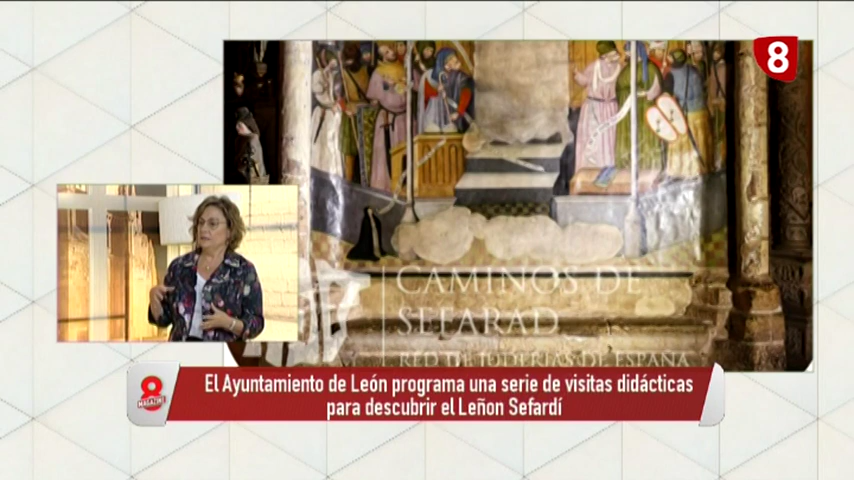 8
CAMINOS DE
SEFARAD
RED DE JUDERÍAS DE ESPAÑA
8
MAGAZINE
El Ayuntamiento de León programa una serie de visitas didácticas
para descubrir el Leñon Sefardí